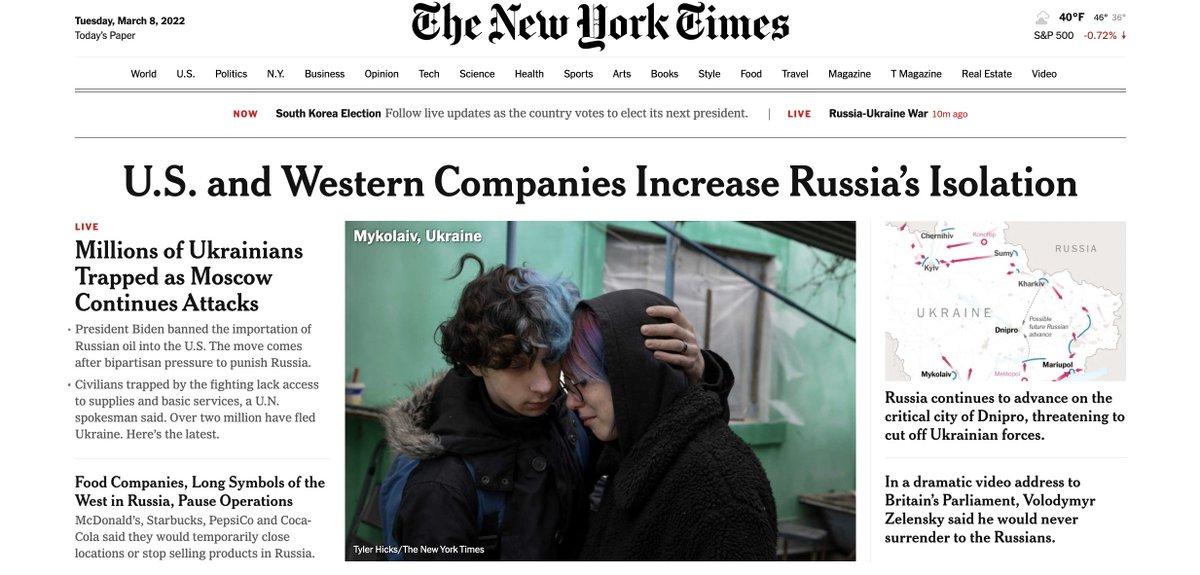 Tuesday, March 8, 2022
Today's Paper
The New York Times
40°F 46° 36°
S&P 500 -0.72% ↓
World U.S. Politics N.Y. Business Opinion Tech Science Health Sports Arts Books Style Food Travel Magazine T Magazine Real Estate Video
NOW South Korea Election Follow live updates as the country votes to elect its next president. | LIVE Russia-Ukraine War 10m ago
U.S. and Western Companies Increase Russia’s Isolation
LIVE
Millions of Ukrainians
Trapped as Moscow
Continues Attacks
• President Biden banned the importation of
Russian oil into the U.S. The move comes
after bipartisan pressure to punish Russia.
• Civilians trapped by the fighting lack access
to supplies and basic services, a U.N.
spokesman said. Over two million have fled
Ukraine. Here’s the latest.
Food Companies, Long Symbols of the
West in Russia, Pause Operations
McDonald’s, Starbucks, PepsiCo and Coca-
Cola said they would temporarily close
locations or stop selling products in Russia.
Mykolaiv, Ukraine
Tyler Hicks/The New York Times
Chernihiv
Konotop
RUSSIA
Sumy
Kyiv
Kharkiv
UKRAINE
Dnipro
Possible
future Russian
advance
Mariupol
Mykolaiv
Melitopol
Russia continues to advance on the
critical city of Dnipro, threatening to
cut off Ukrainian forces.
In a dramatic video address to
Britain’s Parliament, Volodymyr
Zelensky said he would never
surrender to the Russians.